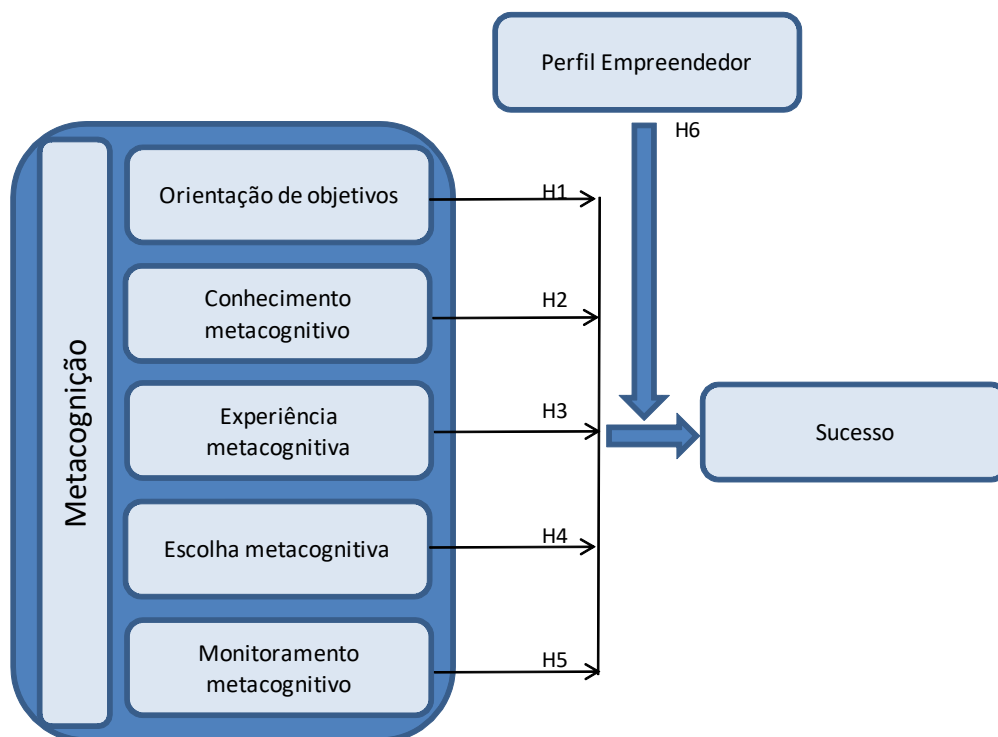 Perfil Empreendedor
H6
Metacognição
Orientação de objetivos
H1
Conhecimento
metacognitivo
H2
Experiência
metacognitiva
H3
Sucesso
Escolha metacognitiva
H4
Monitoramento
metacognitivo
H5